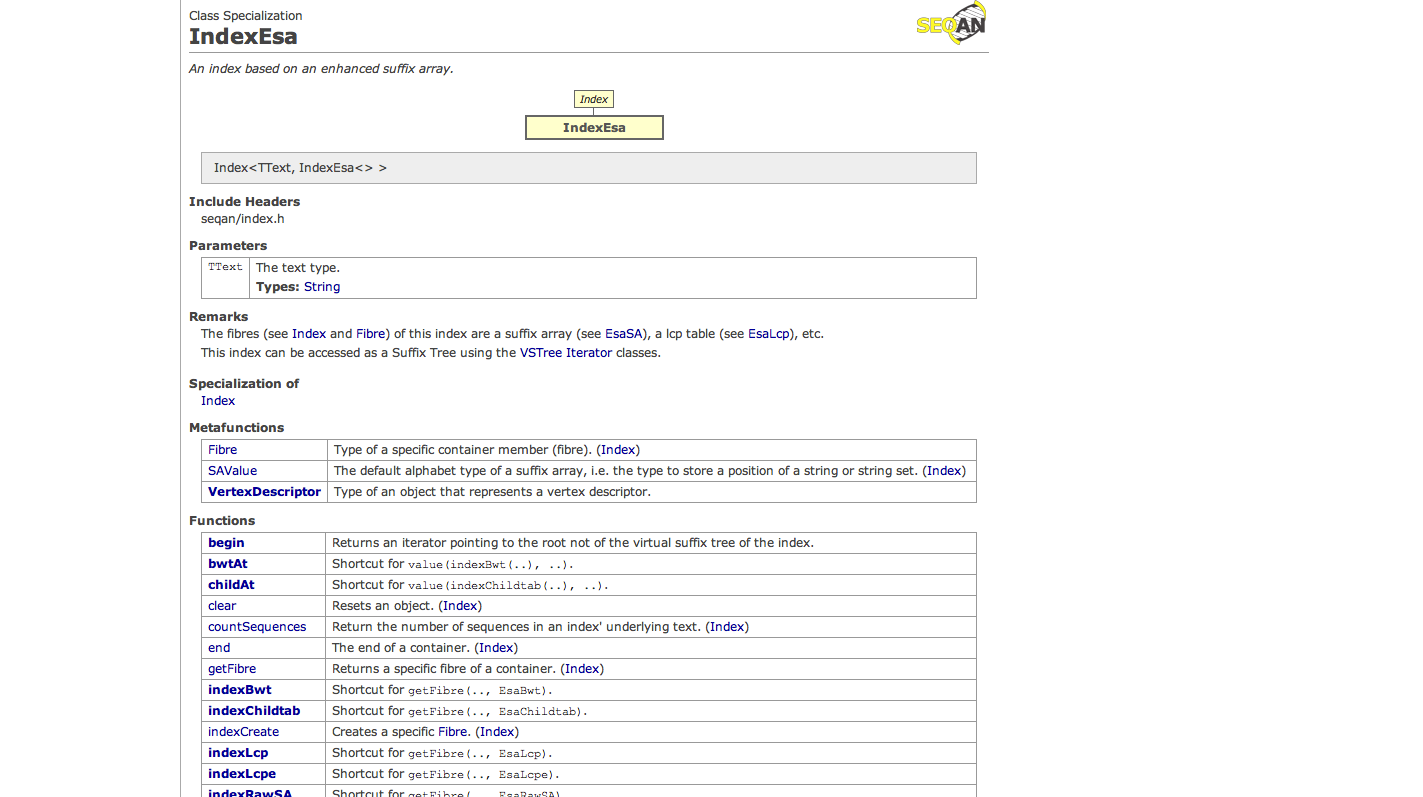 Class Specialization
SEQAN
IndexEsa
An index based on an enhanced suffix array.
Index
IndexEsa
Index<TText, IndexEsa<> >
Include Headers
seqan/index.h
Parameters
TText The text type.
Types: String
Remarks
The fibres (see Index and Fibre) of this index are a suffix array (see EsaSA), a lcp table (see EsaLcp), etc.
This index can be accessed as a Suffix Tree using the VSTree Iterator classes.
Specialization of
Index
Metafunctions
Fibre Type of a specific container member (fibre). (Index)
SAValue The default alphabet type of a suffix array, i.e. the type to store a position of a string or string set. (Index)
VertexDescriptor Type of an object that represents a vertex descriptor.
Functions
begin Returns an iterator pointing to the root not of the virtual suffix tree of the index.
bwtAt Shortcut for value(indexBwt(..), ..).
childAt Shortcut for value(indexChildtab(..), ..).
clear Resets an object. (Index)
countSequences Return the number of sequences in an index' underlying text. (Index)
end The end of a container. (Index)
getFibre Returns a specific fibre of a container. (Index)
indexBwt Shortcut for getFibre(.., EsaBwt).
indexChildtab Shortcut for getFibre(.., EsaChildtab).
indexCreate Creates a specific Fibre. (Index)
indexLcp Shortcut for getFibre(.., EsaLcp).
indexLcpe Shortcut for getFibre(.., EsaLcpe).
indexRawSA Shortcut for getFibre(.., EsaRawSA).